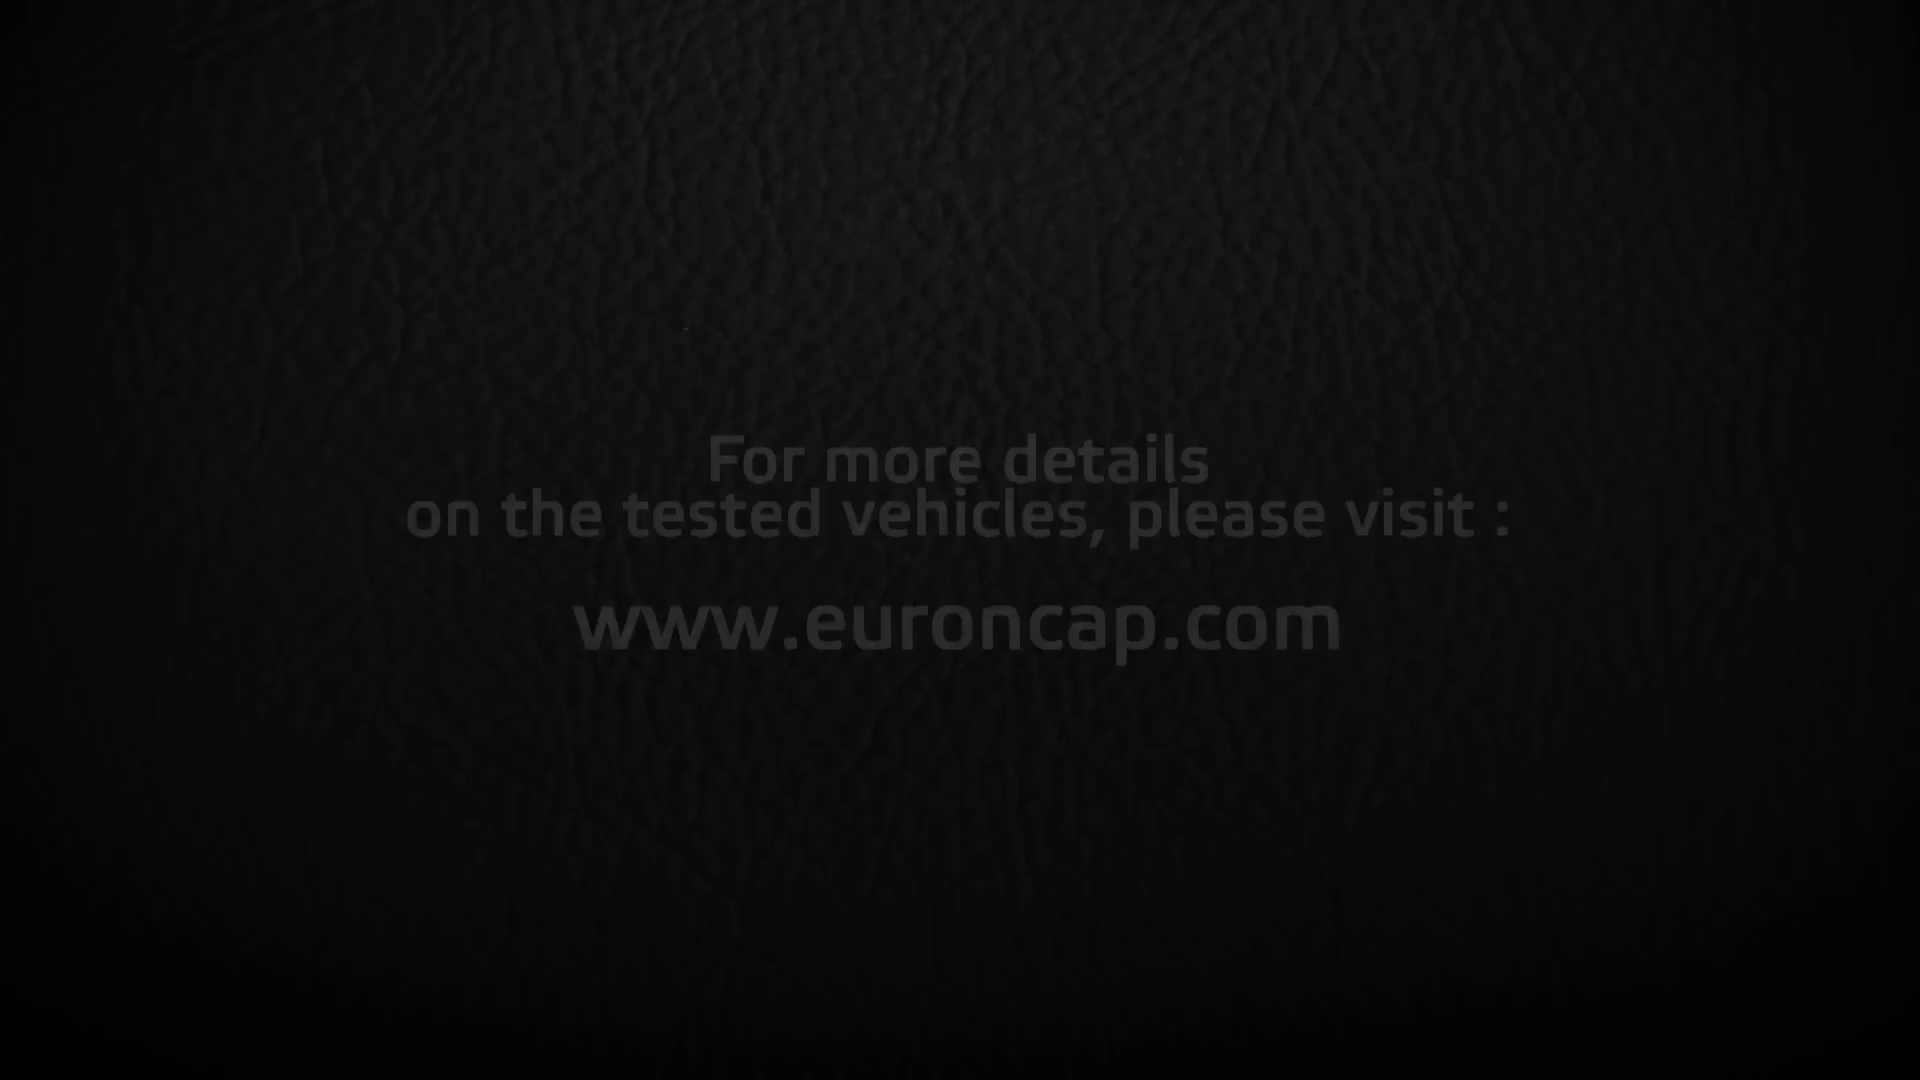 For more details
on the tested vehicles, please visit :
www.euroncap.com